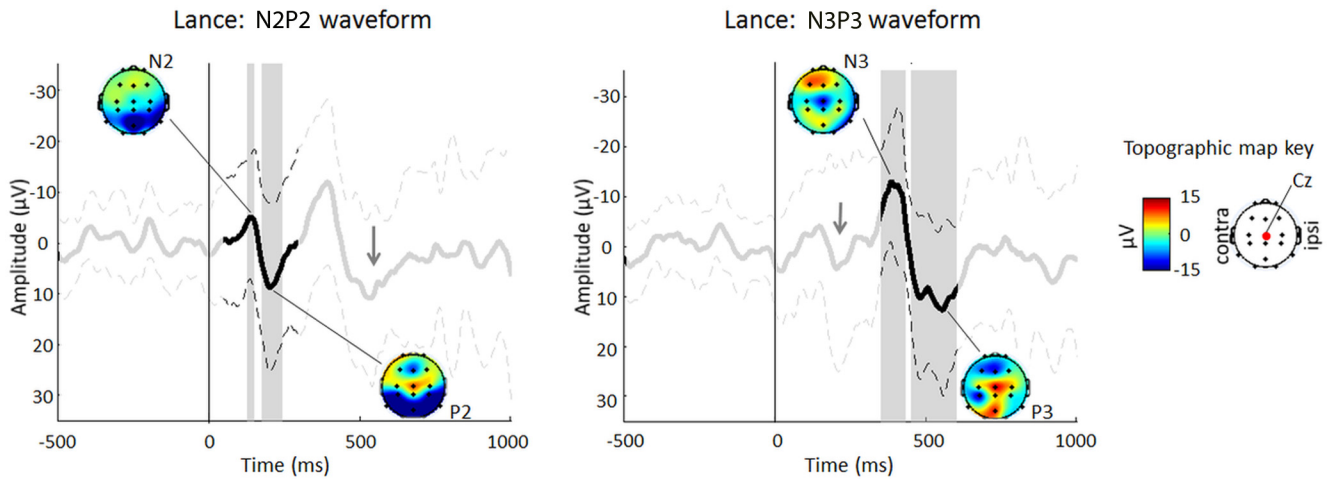 Lance: N2P2 waveform
N2
-30
-20
-10
0
10
20
30
Amplitude (µV)
P2
-500
0
500
1000
Time (ms)
Lance: N3P3 waveform
N3
-30
-20
-10
0
10
20
30
Amplitude (µV)
P3
-500
0
500
1000
Time (ms)
Topographic map key
Cz
µV
15
0
-15
contra
ipsi